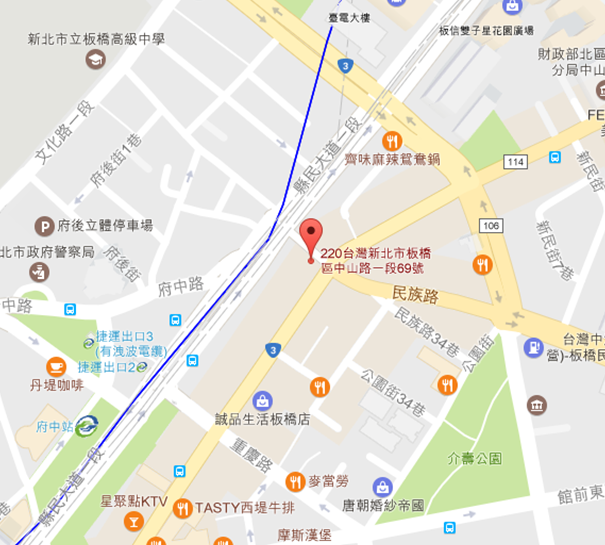 臺電大樓
板信雙子星花園廣場
新北市立板橋高級中學
3
財政部北區
分局中山
FE
文化路一段
府後街1巷
縣民大道一段
齊味麻辣鴛鴦鍋
114
新民街
府後立體停車場
106
北市政府警察局
府後街
220台灣新北市板橋
區中山路一段69號
新民街7巷
府中路
民族路
中路
捷運出口3
(有洩波電纜)
捷運出口2
民族路34巷
公園街
台灣中
營)-板橋民
3
丹堤咖啡
公園街34巷
誠品生活板橋店
府中站
重慶路
介壽公園
縣民大道一段
麥當勞
星聚點KTV
TASTY西堤牛排
唐朝婚紗帝國
館前東
摩斯漢堡